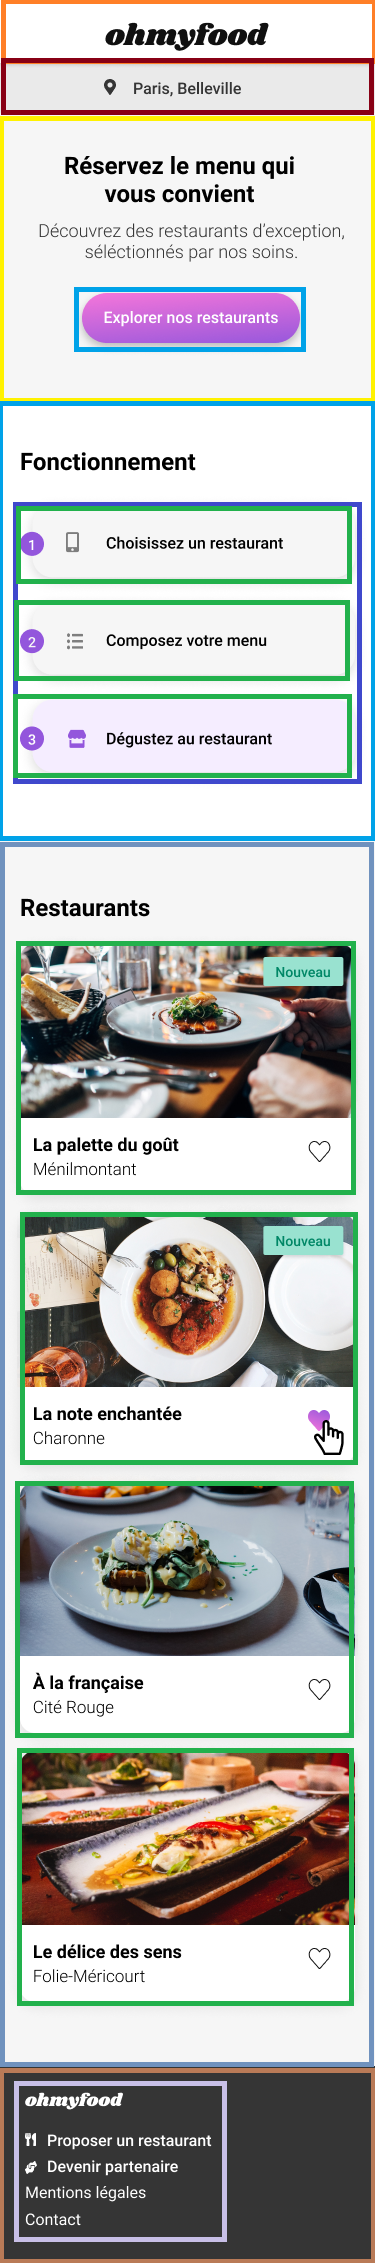 ohmyfood
Paris, Belleville
Réservez le menu qui
vous convient
Découvrez des restaurants d'exception,
séléctionnés par nos soins.
Explorer nos restaurants
Fonctionnement
1 Choisissez un restaurant
2 Composez votre menu
3 Dégustez au restaurant
Restaurants
Nouveau
La palette du goût
Ménilmontant
Nouveau
La note enchantée
Charonne
À la française
Cité Rouge
Le délice des sens
Folie-Méricourt
ohmyfood
Proposer un restaurant
Devenir partenaire
Mentions légales
Contact